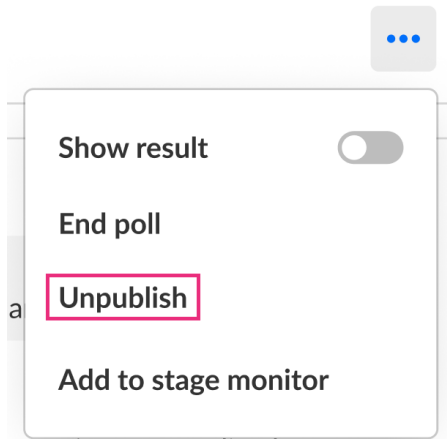 Show result
End poll
Unpublish
a
Add to stage monitor